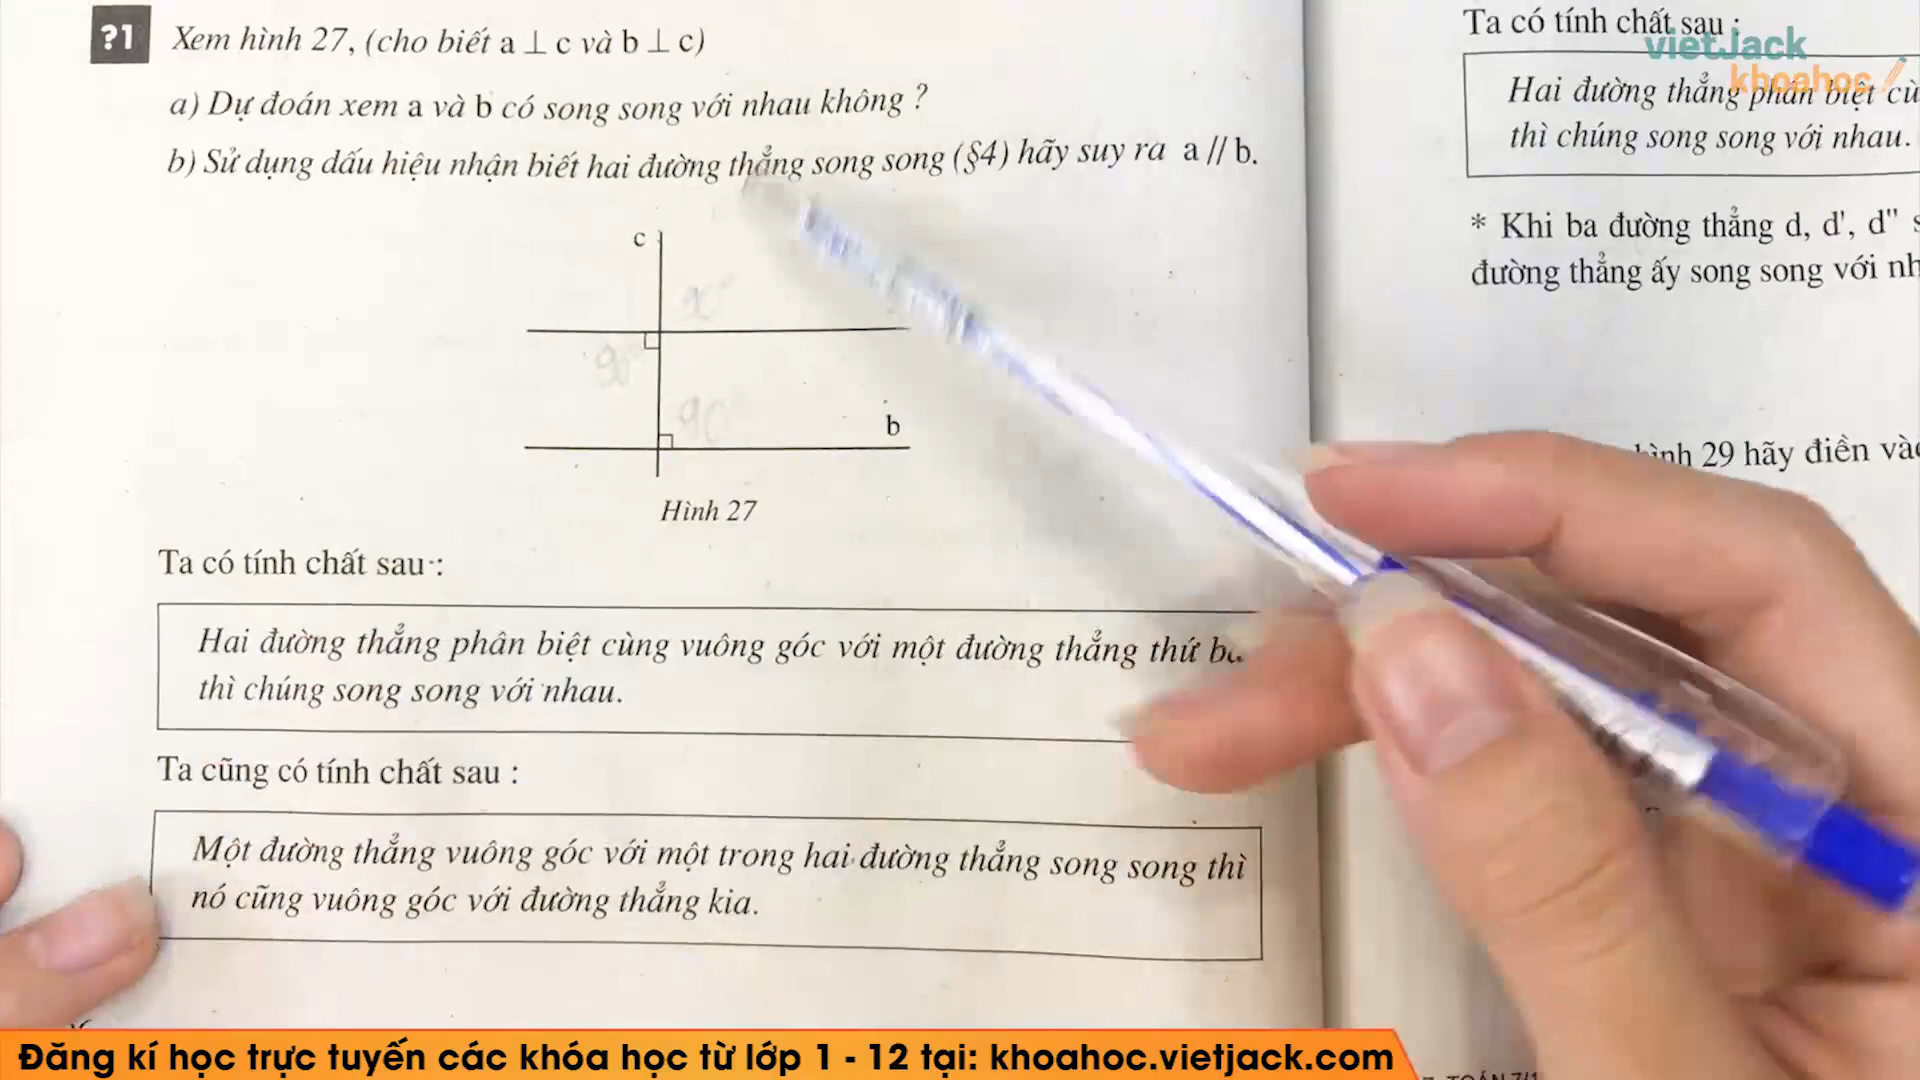 ?1 Xem hình 27, (cho biết a ⊥ c và b ⊥ c)
a) Dự đoán xem a và b có song song với nhau không ?
b) Sử dụng dấu hiệu nhận biết hai đường thẳng song song (§4) hãy suy ra a // b.
c
90°
90°
90°
b
Hình 27
Ta có tính chất sau :
Hai đường thẳng phân biệt cùng vuông góc với một đường thẳng thứ
thì chúng song song với nhau.
Ta cũng có tính chất sau :
Một đường thẳng vuông góc với một trong hai đường thẳng song song thì
nó cũng vuông góc với đường thẳng kia.
Ta có tính chất sau :
vietJack
khoahoc
Hai đường thẳng phân biệt
thì chúng song song với nhau.
* Khi ba đường thẳng d, d', d"
đường thẳng ấy song song với
29 hãy điền
Đăng kí học trực tuyến các khóa học từ lớp 1 - 12 tại: khoahoc.vietjack.com